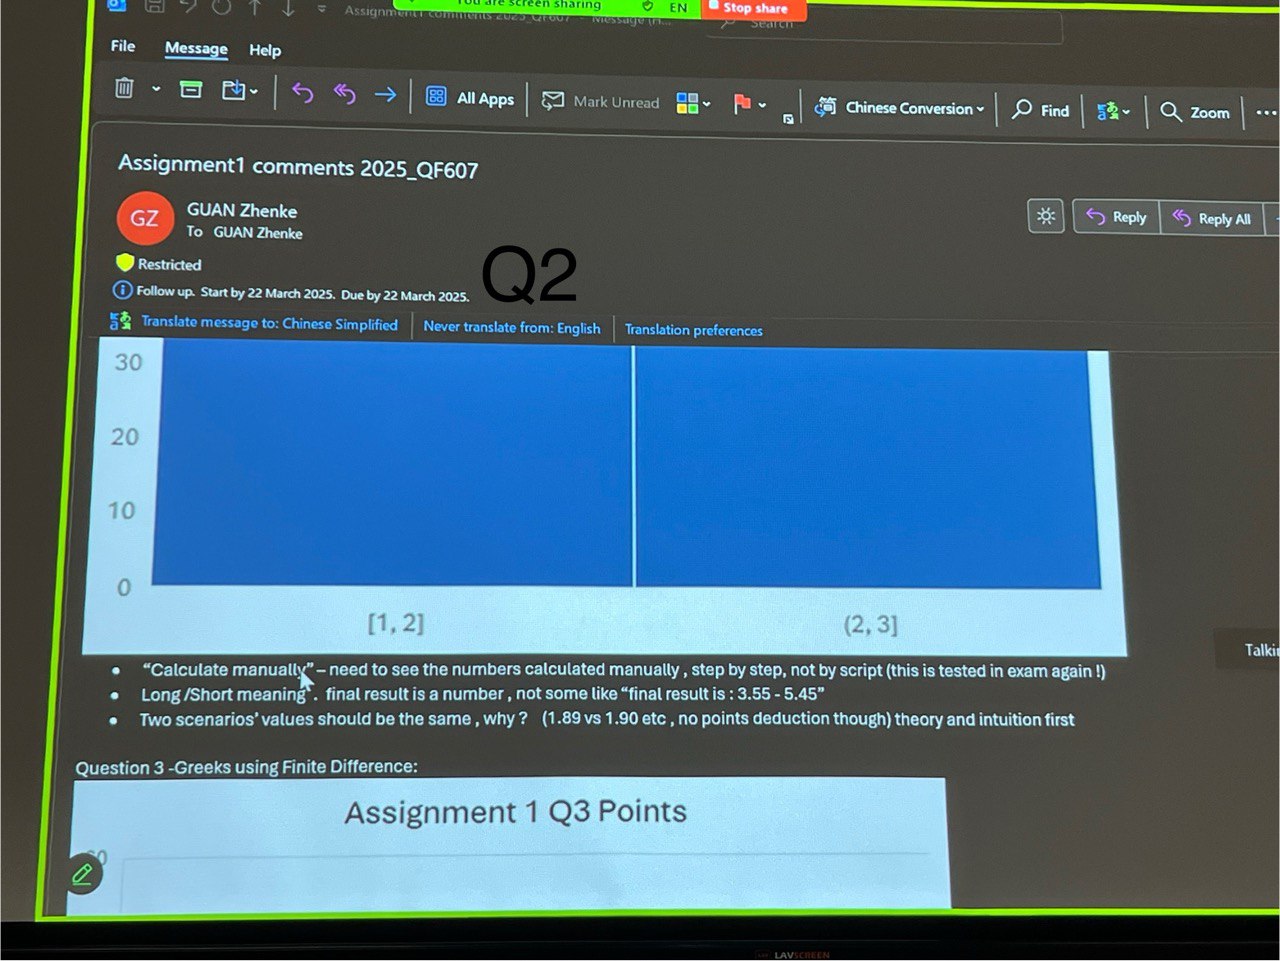 You are screen sharing
EN
Stop share
Assignment1 comments 2025_QF607
Message (H...
Search
File
Message
Help
All Apps
Mark Unread
Chinese Conversion
Find
Zoom
Assignment1 comments 2025_QF607
GZ
GUAN Zhenke
To GUAN Zhenke
Reply
Reply All
Restricted
Follow up. Start by 22 March 2025. Due by 22 March 2025.
Q2
Translate message to: Chinese Simplified
Never translate from: English
Translation preferences
30
20
10
0
[1, 2]
(2, 3]
• “Calculate manually” – need to see the numbers calculated manually , step by step, not by script (this is tested in exam again !)
• Long /Short meaning . final result is a number , not some like “final result is : 3.55 - 5.45”
• Two scenarios’ values should be the same , why ? (1.89 vs 1.90 etc , no points deduction though) theory and intuition first
Question 3 -Greeks using Finite Difference:
Assignment 1 Q3 Points